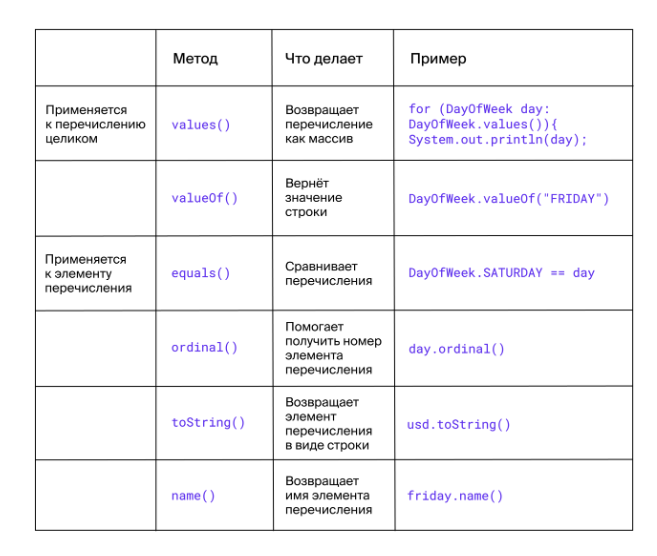 Метод
Что делает
Пример
Применяется
к перечислению
целиком
values()
Возвращает
перечисление
как массив
for (DayOfWeek day:
DayOfWeek.values()){
System.out.println(day);
valueOf()
Вернёт
значение
строки
DayOfWeek.valueOf("FRIDAY")
Применяется
к элементу
перечисления
equals()
Сравнивает
перечисления
DayOfWeek.SATURDAY == day
ordinal()
Помогает
получить номер
элемента
перечисления
day.ordinal()
toString()
Возвращает
элемент
перечисления
в виде строки
usd.toString()
name()
Возвращает
имя элемента
перечисления
friday.name()